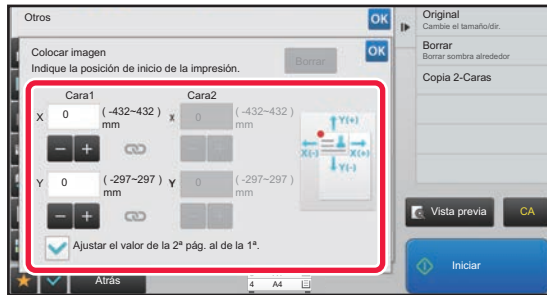 Otros
OK
Colocar imagen
OK
Indique la posición de inicio de la impresión.
Borrar
Cara1
Cara2
X
0
(-432~432)
mm
x
0
(-432~432)
mm
Y(+)
X(-)
X(+)
Y(-)
Y
0
(-297~297)
mm
Y
0
(-297~297)
mm
Ajustar el valor de la 2ª pág. al de la 1ª.
Atrás
4 A4
Original
Cambie el tamaño/dir.
Borrar
Borrar sombra alrededor
Copia 2-Caras
Vista previa
CA
Iniciar